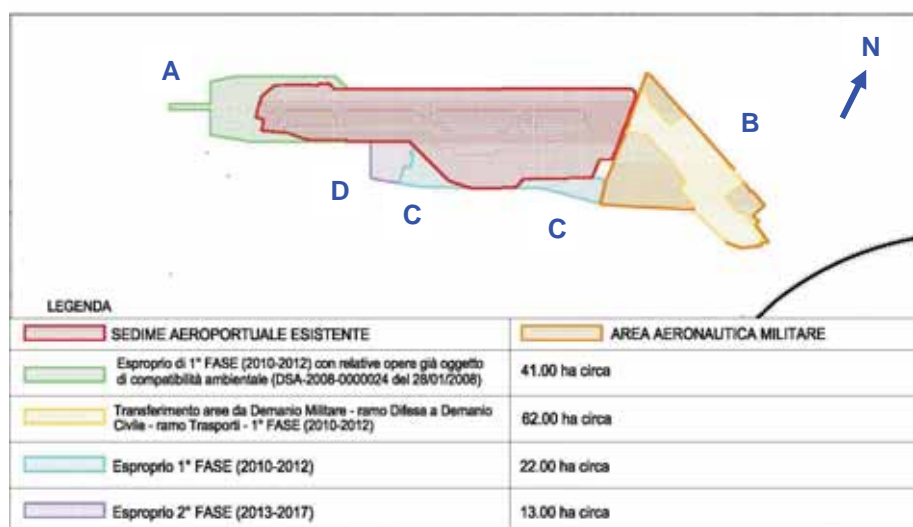 A
N
B
D
C
C
LEGENDA
SEDIME AEROPORTUALE ESISTENTE
AREA AERONAUTICA MILITARE
Esproprio di 1° FASE (2010-2012) con relative opere già oggetto
di compatibilità ambientale (DSA-2008-0000024 del 28/01/2008)
41.00 ha circa
Transferimento aree da Demanio Militare - ramo Difesa a Demanio
Civile - ramo Trasporti - 1° FASE (2010-2012)
62.00 ha circa
Esproprio 1° FASE (2010-2012)
22.00 ha circa
Esproprio 2° FASE (2013-2017)
13.00 ha circa